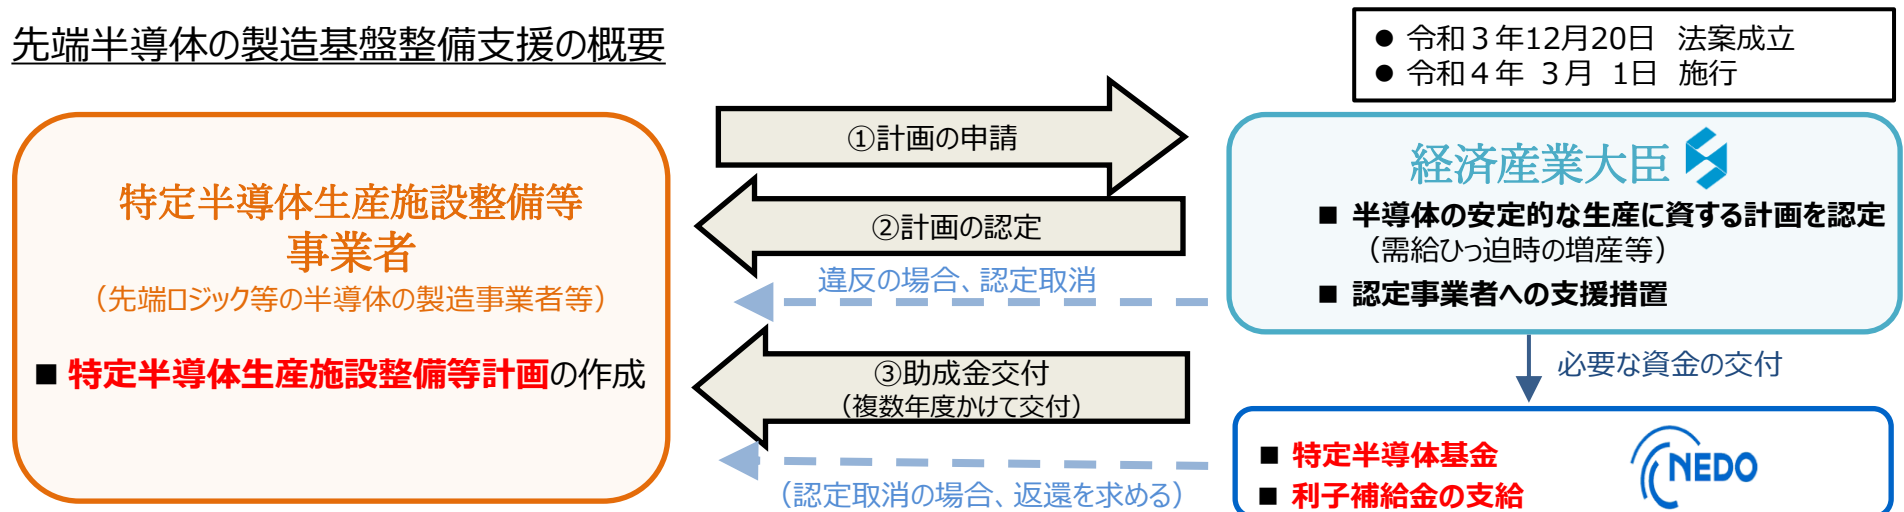 先端半導体の製造基盤整備支援の概要
● 令和３年12月20日 法案成立
● 令和４年 ３月 1日 施行
特定半導体生産施設整備等
事業者
（先端ロジック等の半導体の製造事業者等）
■ 特定半導体生産施設整備等計画の作成
①計画の申請
②計画の認定
違反の場合、認定取消
③助成金交付
（複数年度かけて交付）
（認定取消の場合、返還を求める）
経済産業大臣
■ 半導体の安定的な生産に資する計画を認定
（需給ひっ迫時の増産等）
■ 認定事業者への支援措置
必要な資金の交付
■ 特定半導体基金
■ 利子補給金の支給
NEDO